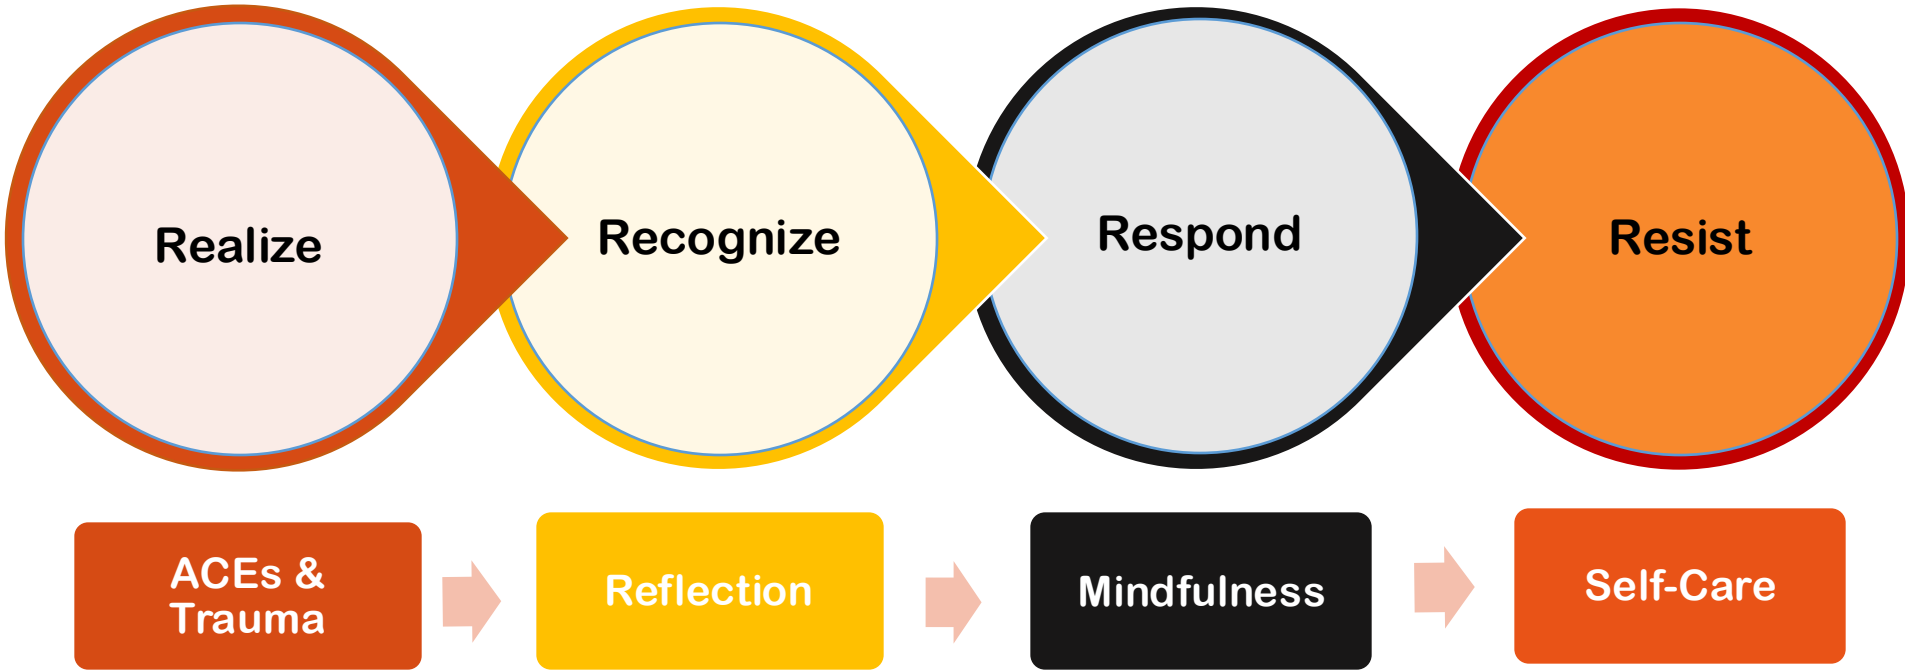 Realize
Recognize
Respond
Resist
ACEs &
Trauma
Reflection
Mindfulness
Self-Care